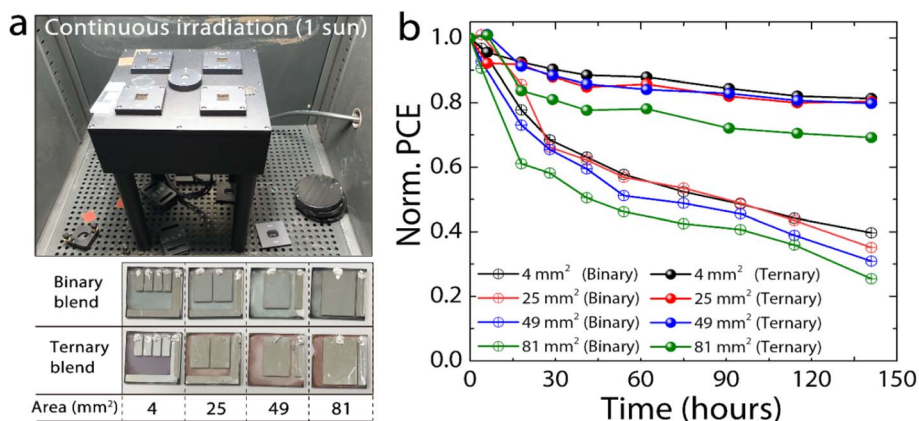 a
Continuous irradiation (1 sun)
Binary
blend
Ternary
blend
Area (mm²) 4 25 49 81
b
Norm. PCE
1.0
0.8
0.6
0.4
0.2
0.0
4 mm² (Binary) 4 mm² (Ternary)
25 mm² (Binary) 25 mm² (Ternary)
49 mm² (Binary) 49 mm² (Ternary)
81 mm² (Binary) 81 mm² (Ternary)
0 30 60 90 120 150
Time (hours)